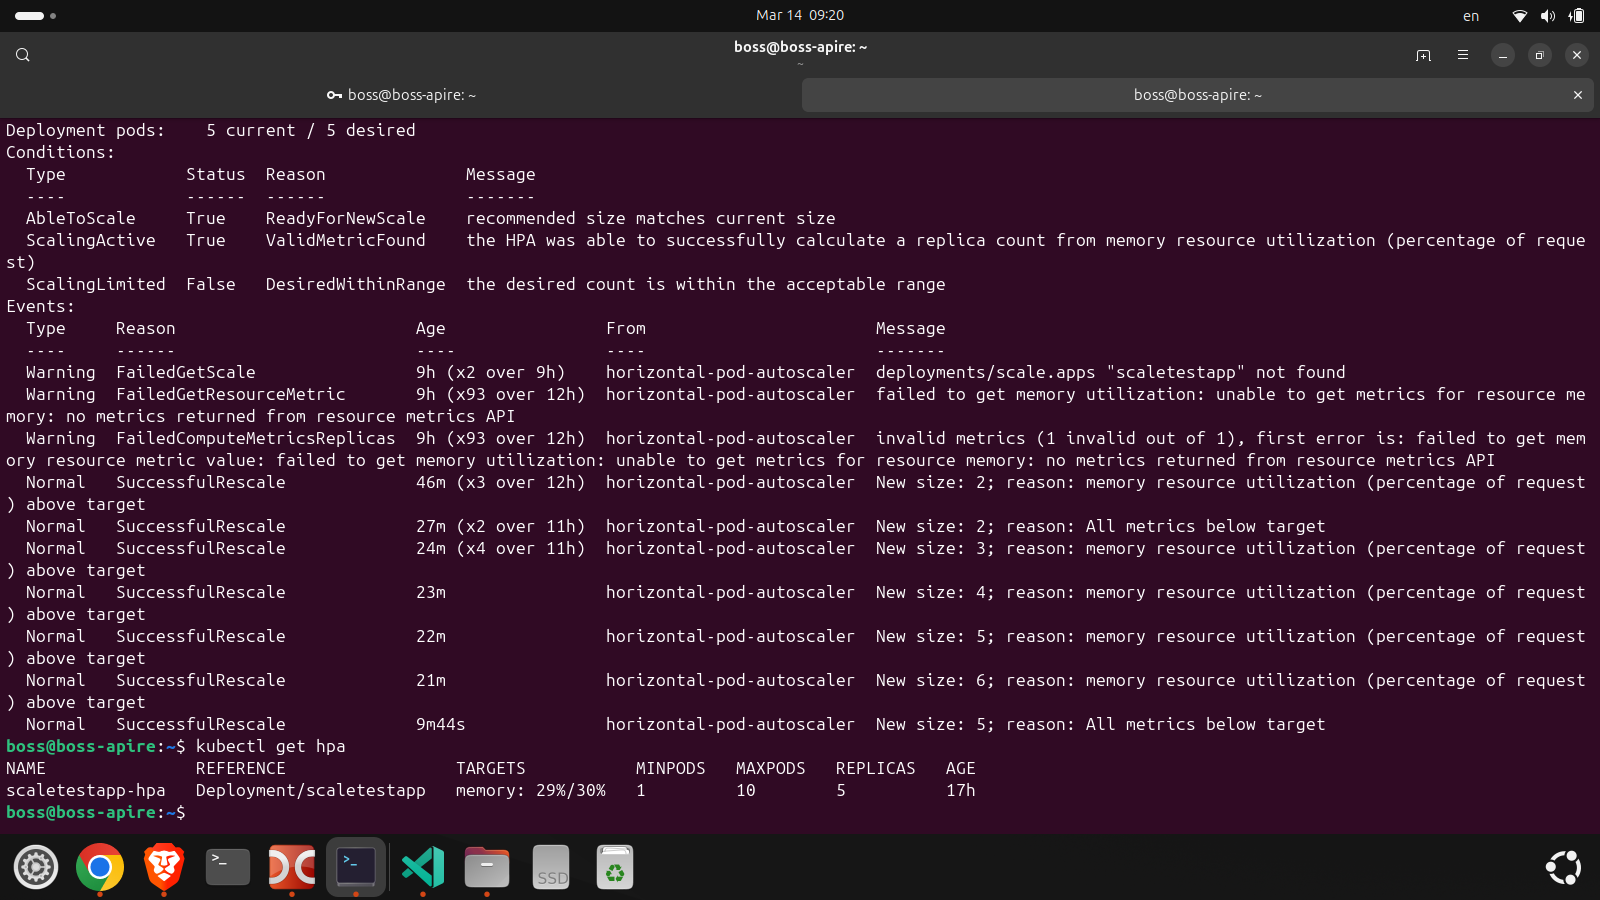 Mar 14  09:20
en
boss@boss-apire: ~
~
boss@boss-apire: ~
boss@boss-apire: ~
Deployment pods:    5 current / 5 desired
Conditions:
  Type            Status  Reason              Message
  ----            ------  ------              -------
  AbleToScale     True    ReadyForNewScale    recommended size matches current size
  ScalingActive   True    ValidMetricFound    the HPA was able to successfully calculate a replica count from memory resource utilization (percentage of reque
st)
  ScalingLimited  False   DesiredWithinRange  the desired count is within the acceptable range
Events:
  Type     Reason                        Age                From                       Message
  ----     ------                        ----               ----                       -------
  Warning  FailedGetScale                9h (x2 over 9h)    horizontal-pod-autoscaler  deployments/scale.apps "scaletestapp" not found
  Warning  FailedGetResourceMetric       9h (x93 over 12h)  horizontal-pod-autoscaler  failed to get memory utilization: unable to get metrics for resource me
mory: no metrics returned from resource metrics API
  Warning  FailedComputeMetricsReplicas  9h (x93 over 12h)  horizontal-pod-autoscaler  invalid metrics (1 invalid out of 1), first error is: failed to get mem
ory resource metric value: failed to get memory utilization: unable to get metrics for resource memory: no metrics returned from resource metrics API
  Normal   SuccessfulRescale             46m (x3 over 12h)  horizontal-pod-autoscaler  New size: 2; reason: memory resource utilization (percentage of request
) above target
  Normal   SuccessfulRescale             27m (x2 over 11h)  horizontal-pod-autoscaler  New size: 2; reason: All metrics below target
  Normal   SuccessfulRescale             24m (x4 over 11h)  horizontal-pod-autoscaler  New size: 3; reason: memory resource utilization (percentage of request
) above target
  Normal   SuccessfulRescale             23m                horizontal-pod-autoscaler  New size: 4; reason: memory resource utilization (percentage of request
) above target
  Normal   SuccessfulRescale             22m                horizontal-pod-autoscaler  New size: 5; reason: memory resource utilization (percentage of request
) above target
  Normal   SuccessfulRescale             21m                horizontal-pod-autoscaler  New size: 6; reason: memory resource utilization (percentage of request
) above target
  Normal   SuccessfulRescale             9m44s              horizontal-pod-autoscaler  New size: 5; reason: All metrics below target
boss@boss-apire:~$ kubectl get hpa
NAME               REFERENCE                 TARGETS           MINPODS   MAXPODS   REPLICAS   AGE
scaletestapp-hpa   Deployment/scaletestapp   memory: 29%/30%   1         10        5          17h
boss@boss-apire:~$
>_
>_
SSD